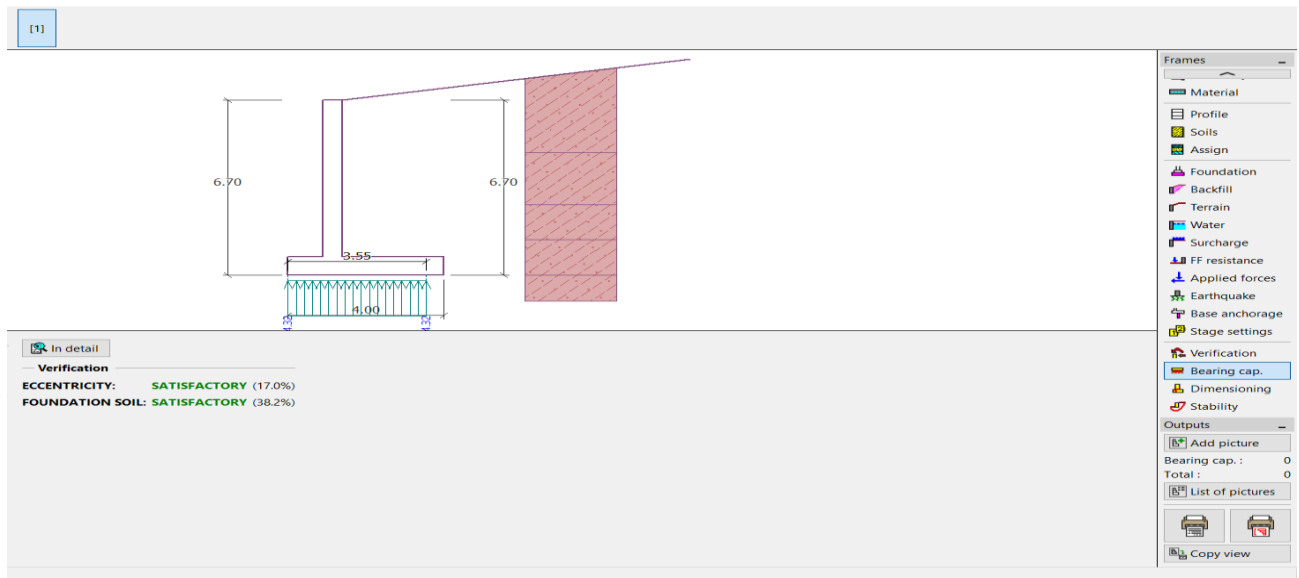 [1]
6.70
6.70
3.55
4.00
4.32
4.32
In detail
Verification
ECCENTRICITY: SATISFACTORY (17.0%)
FOUNDATION SOIL: SATISFACTORY (38.2%)
Frames
Material
Profile
Soils
Assign
Foundation
Backfill
Terrain
Water
Surcharge
FF resistance
Applied forces
Earthquake
Base anchorage
Stage settings
Verification
Bearing cap.
Dimensioning
Stability
Outputs
Add picture
Bearing cap. : 0
Total : 0
List of pictures
Copy view